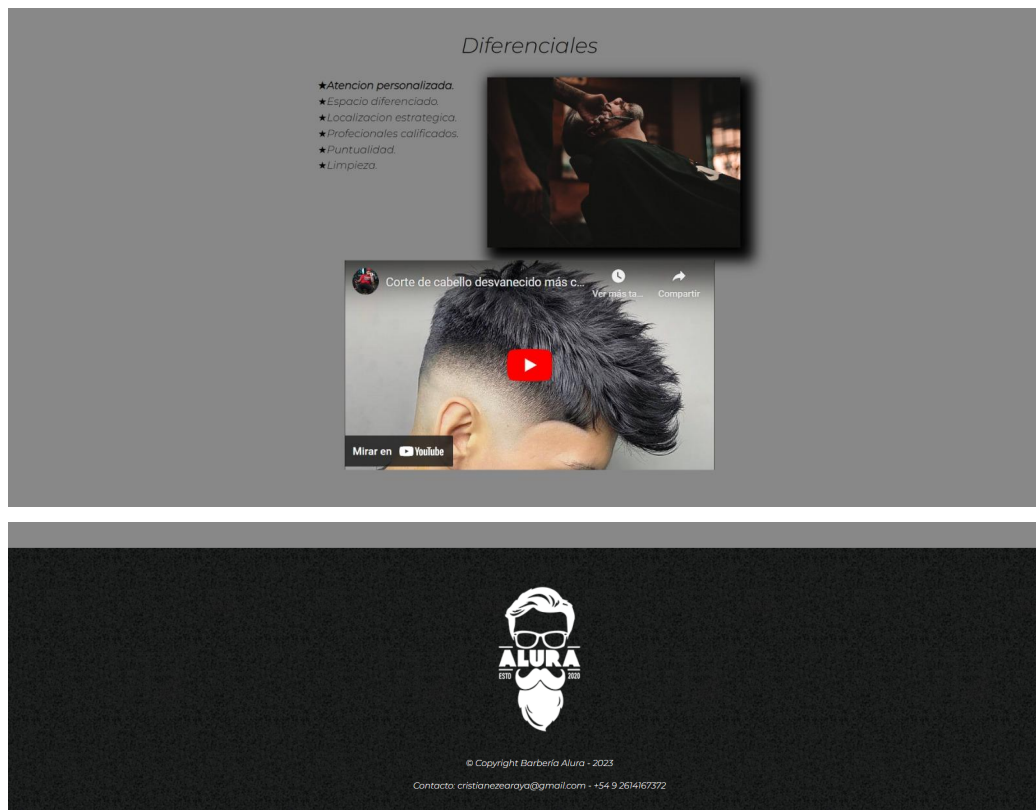 Diferenciales
★Atencion personalizada.
★Espacio diferenciado.
★Localizacion estrategica.
★Profecionales calificados.
★Puntualidad.
★Limpieza.
Corte de cabello desvanecido más c...
Ver más ta...
Compartir
Mirar en YouTube
ALURA
ESTD 2020
© Copyright Barbería Alura - 2023
Contacto: cristianezearaya@gmail.com - +54 9 2614167372